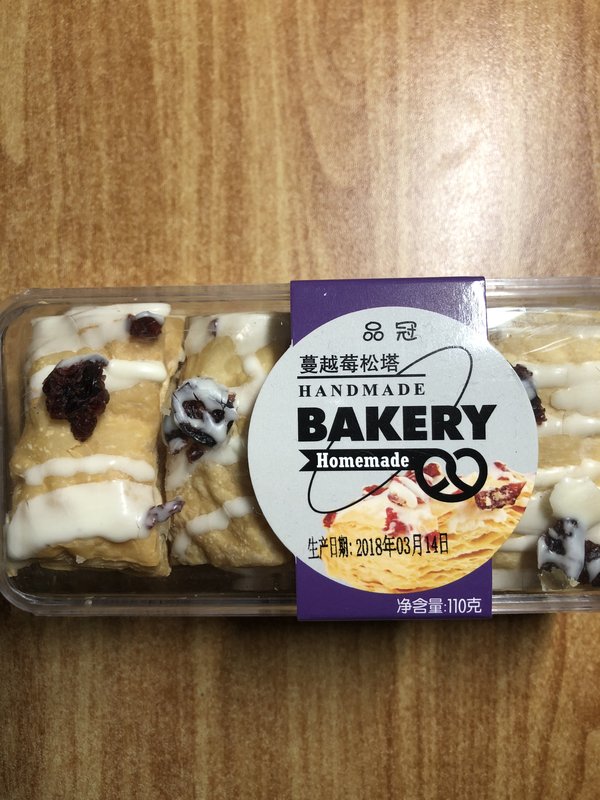 品冠
蔓越莓松塔
HANDMADE
BAKERY
Homemade
生产日期: 2018年03月14日
净含量:110克